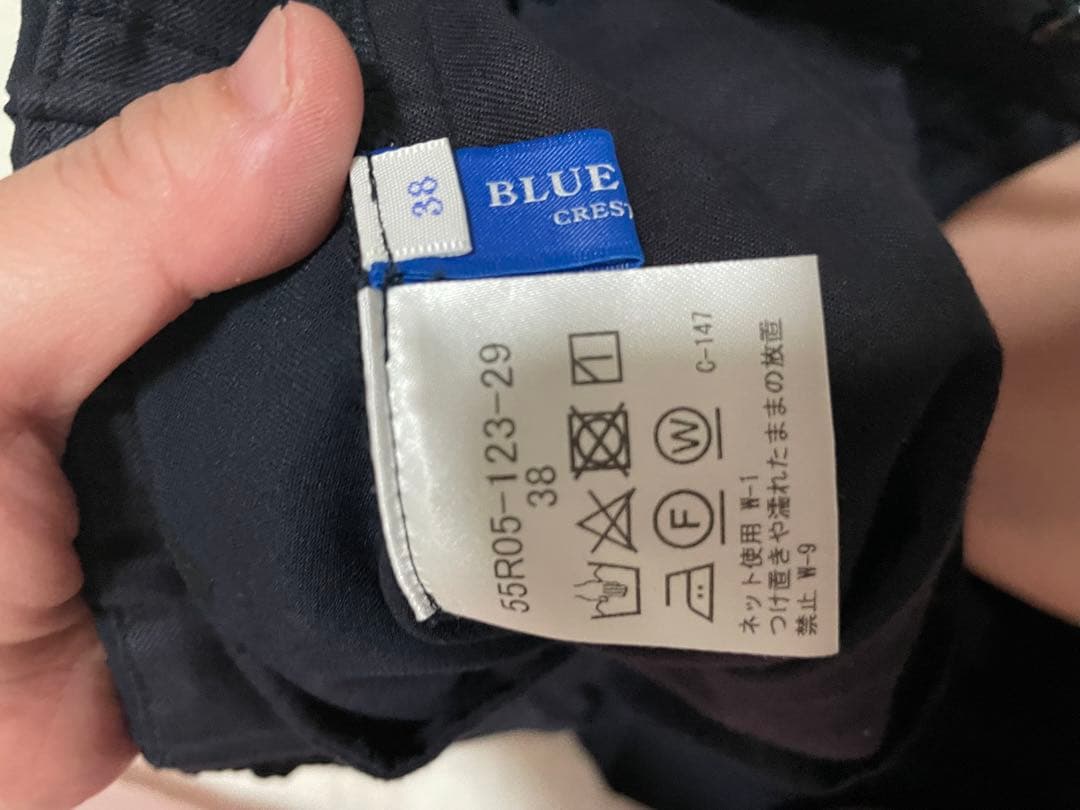 38
BLUE
CREST
55R05-123-29
38
F
W
C-147
ネット使用 W-1
つけ置きや濡れたままの放置
禁止 W-9